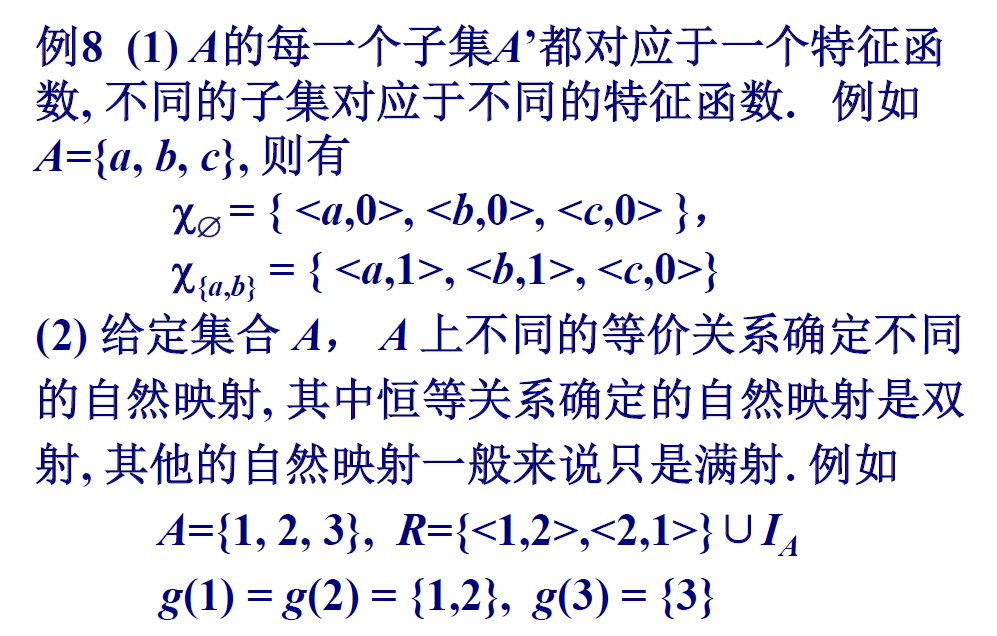 例8 (1) A的每一个子集A’都对应于一个特征函
数, 不同的子集对应于不同的特征函数. 例如
A={a, b, c}, 则有
χ∅ = { <a,0>, <b,0>, <c,0> },
χ{a,b} = { <a,1>, <b,1>, <c,0>}
(2) 给定集合 A， A 上不同的等价关系确定不同
的自然映射, 其中恒等关系确定的自然映射是双
射, 其他的自然映射一般来说只是满射. 例如
A={1, 2, 3}, R={<1,2>,<2,1>}∪IA
g(1) = g(2) = {1,2}, g(3) = {3}